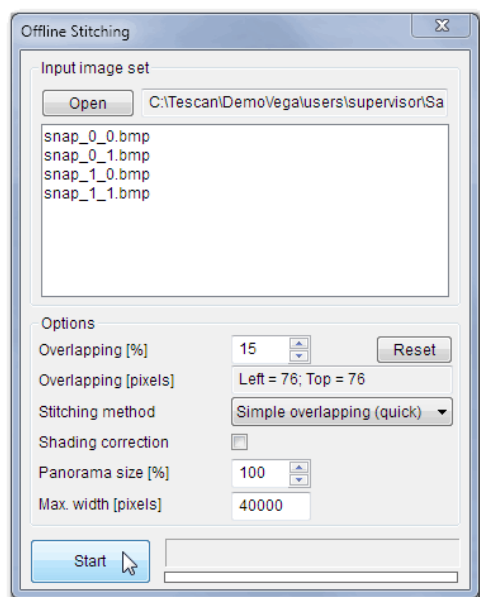 Offline Stitching
Input image set
Open C:\Tescan\DemoVega\users\supervisor\Sa
snap_0_0.bmp
snap_0_1.bmp
snap_1_0.bmp
snap_1_1.bmp
Options
Overlapping [%] 15 Reset
Overlapping [pixels] Left = 76; Top = 76
Stitching method Simple overlapping (quick)
Shading correction
Panorama size [%] 100
Max. width [pixels] 40000
Start